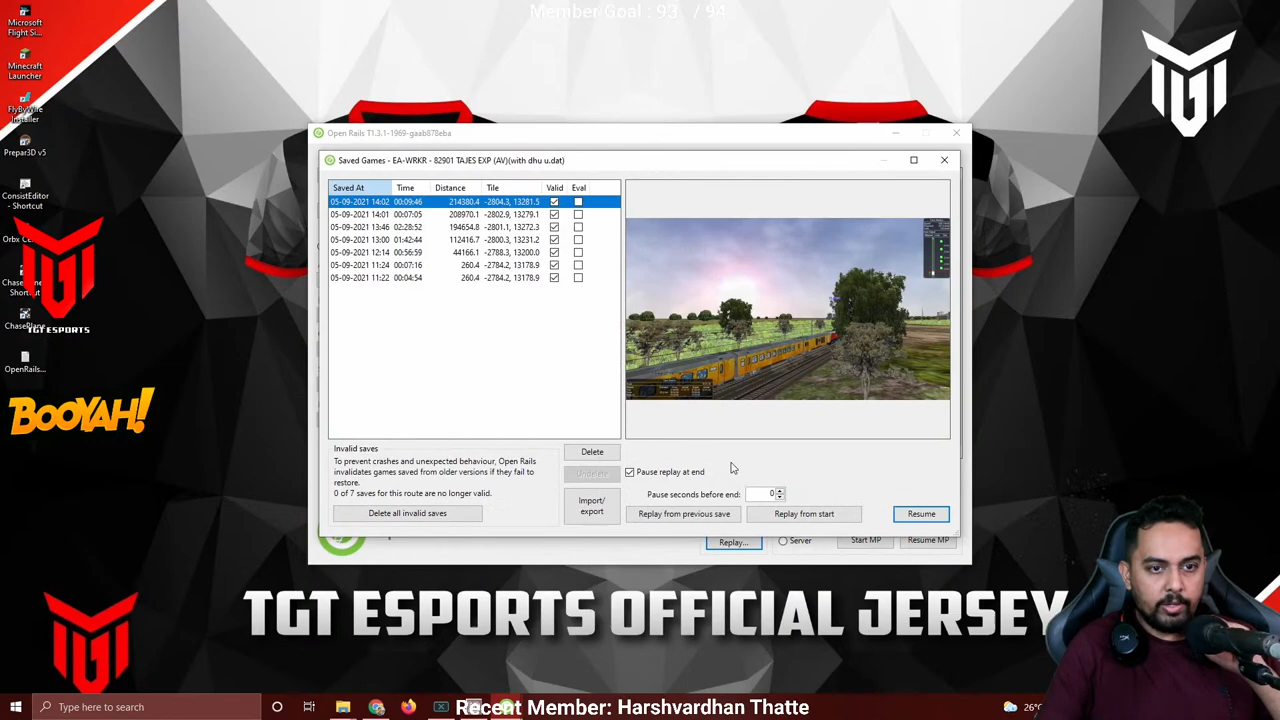 Member Goal : 93 / 94
Microsoft
Flight Si...
Minecraft
Launcher
FlyByWire
Installer
Prepar3D v5
ConsistEditor
- Shortcut
Orbx Ce
TGT ESPORTS
ChasePlane
OpenRails...
BOOYAH!
TGT
Open Rails T1.3.1-1969-gaab878eba
Saved Games - EA-WRKR - 82901 TAJES EXP (AV)(with dhu u.dat)
Saved At Time Distance Tile Valid Eval
05-09-2021 14:02 00:09:46 214380.4 -2804.3, 13281.5
05-09-2021 14:01 00:07:05 208970.1 -2802.9, 13279.1
05-09-2021 13:46 02:28:52 194654.8 -2801.1, 13272.3
05-09-2021 13:00 01:42:44 112416.7 -2800.3, 13231.2
05-09-2021 12:14 00:56:59 44166.1 -2788.3, 13200.0
05-09-2021 11:24 00:07:16 260.4 -2784.2, 13178.9
05-09-2021 11:22 00:04:54 260.4 -2784.2, 13178.9
Invalid saves
To prevent crashes and unexpected behaviour, Open Rails
invalidates games saved from older versions if they fail to
restore.
0 of 7 saves for this route are no longer valid.
Delete all invalid saves
Delete
Undelete
Import/
export
Pause replay at end
Pause seconds before end: 0
Replay from previous save Replay from start Resume
Replay... Server Start MP Resume MP
TGT ESPORTS OFFICIAL JERSEY
Type here to search
Recent Member: Harshvardhan Thatte
26°